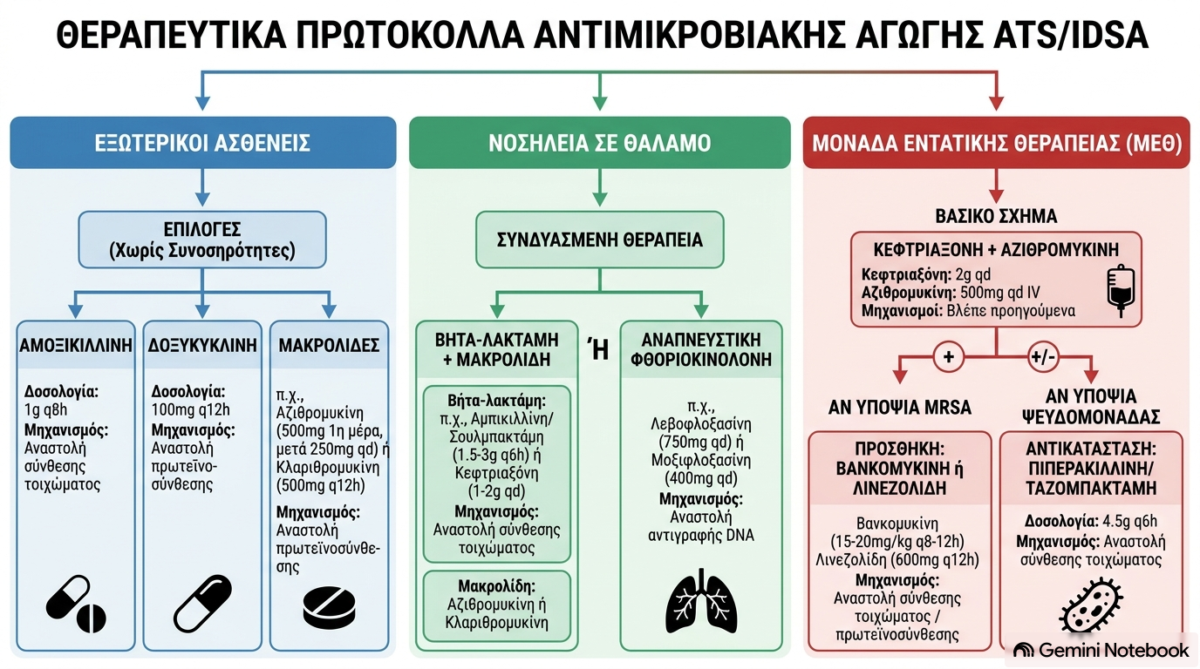 ΘΕΡΑΠΕΥΤΙΚΑ ΠΡΩΤΟΚΟΛΛΑ ΑΝΤΙΜΙΚΡΟΒΙΑΚΗΣ ΑΓΩΓΗΣ ATS/IDSA
ΕΞΩΤΕΡΙΚΟΙ ΑΣΘΕΝΕΙΣ
ΕΠΙΛΟΓΕΣ
(Χωρίς Συνοσηρότητες)
ΑΜΟΞΙΚΙΛΛΙΝΗ
Δοσολογία:
1g q8h
Μηχανισμός:
Αναστολή
σύνθεσης
τοιχώματος
ΔΟΞΥΚΥΚΛΙΝΗ
Δοσολογία:
100mg q12h
Μηχανισμός:
Αναστολή
πρωτεϊνο-
σύνθεσης
ΜΑΚΡΟΛΙΔΕΣ
π.χ.,
Αζιθρομυκίνη
(500mg 1η μέρα,
μετά 250mg qd) ή
Κλαριθρομυκίνη
(500mg q12h)
Μηχανισμός:
Αναστολή
πρωτεϊνοσύνθε-
σης
ΝΟΣΗΛΕΙΑ ΣΕ ΘΑΛΑΜΟ
ΣΥΝΔΥΑΣΜΕΝΗ ΘΕΡΑΠΕΙΑ
ΒΗΤΑ-ΛΑΚΤΑΜΗ
+ ΜΑΚΡΟΛΙΔΗ
Βήτα-λακτάμη:
π.χ., Αμπικιλλίνη/
Σουλμπακτάμη
(1.5-3g q6h) ή
Κεφτριαξόνη
(1-2g qd)
Μηχανισμός:
Αναστολή σύνθεσης
τοιχώματος
Μακρολίδη:
Αζιθρομυκίνη ή
Κλαριθρομυκίνη
Ή
ΑΝΑΠΝΕΥΣΤΙΚΗ
ΦΘΟΡΙΟΚΙΝΟΛΟΝΗ
π.χ.,
Λεβοφλοξασίνη
(750mg qd) ή
Μοξιφλοξασίνη
(400mg qd)
Μηχανισμός:
Αναστολή
αντιγραφής DNA
ΜΟΝΑΔΑ ΕΝΤΑΤΙΚΗΣ ΘΕΡΑΠΕΙΑΣ (ΜΕΘ)
ΒΑΣΙΚΟ ΣΧΗΜΑ
ΚΕΦΤΡΙΑΞΟΝΗ + ΑΖΙΘΡΟΜΥΚΙΝΗ
Κεφτριαξόνη: 2g qd
Αζιθρομυκίνη: 500mg qd IV
Μηχανισμοί: Βλέπε προηγούμενα
+
+/-
ΑΝ ΥΠΟΨΙΑ MRSA
ΠΡΟΣΘΗΚΗ:
ΒΑΝΚΟΜΥΚΙΝΗ ή
ΛΙΝΕΖΟΛΙΔΗ
Βανκομυκίνη
(15-20mg/kg q8-12h)
Λινεζολίδη (600mg q12h)
Μηχανισμός:
Αναστολή σύνθεσης
τοιχώματος /
πρωτεϊνοσύνθεσης
ΑΝ ΥΠΟΨΙΑ
ΨΕΥΔΟΜΟΝΑΔΑΣ
ΑΝΤΙΚΑΤΑΣΤΑΣΗ:
ΠΙΠΕΡΑΚΙΛΛΙΝΗ/
ΤΑΖΟΜΠΑΚΤΑΜΗ
Δοσολογία: 4.5g q6h
Μηχανισμός: Αναστολή
σύνθεσης τοιχώματος
Gemini Notebook